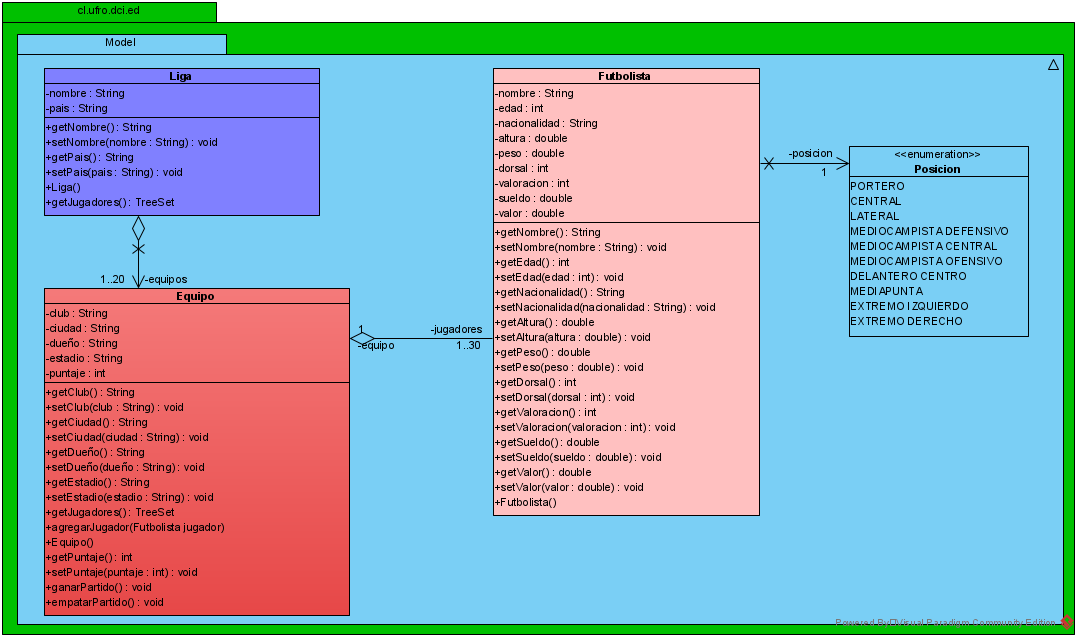 cl.ufro.dci.ed
Model
Liga
-nombre : String
-pais : String
+getNombre() : String
+setNombre(nombre : String) : void
+getPais() : String
+setPais(pais : String) : void
+Liga()
+getJugadores() : TreeSet
1..20
-equipos
Equipo
-club : String
-ciudad : String
-dueño : String
-estadio : String
-puntaje : int
+getClub() : String
+setClub(club : String) : void
+getCiudad() : String
+setCiudad(ciudad : String) : void
+getDueño() : String
+setDueño(dueño : String) : void
+getEstadio() : String
+setEstadio(estadio : String) : void
+getJugadores() : TreeSet
+agregarJugador(Futbolista jugador)
+Equipo()
+getPuntaje() : int
+setPuntaje(puntaje : int) : void
+ganarPartido() : void
+empatarPartido() : void
1
-equipo
-jugadores
1..30
Futbolista
-nombre : String
-edad : int
-nacionalidad : String
-altura : double
-peso : double
-dorsal : int
-valoracion : int
-sueldo : double
-valor : double
+getNombre() : String
+setNombre(nombre : String) : void
+getEdad() : int
+setEdad(edad : int) : void
+getNacionalidad() : String
+setNacionalidad(nacionalidad : String) : void
+getAltura() : double
+setAltura(altura : double) : void
+getPeso() : double
+setPeso(peso : double) : void
+getDorsal() : int
+setDorsal(dorsal : int) : void
+getValoracion() : int
+setValoracion(valoracion : int) : void
+getSueldo() : double
+setSueldo(sueldo : double) : void
+getValor() : double
+setValor(valor : double) : void
+Futbolista()
-posicion
1
<<enumeration>>
Posicion
PORTERO
CENTRAL
LATERAL
MEDIOCAMPISTA DEFENSIVO
MEDIOCAMPISTA CENTRAL
MEDIOCAMPISTA OFENSIVO
DELANTERO CENTRO
MEDIAPUNTA
EXTREMO IZQUIERDO
EXTREMO DERECHO
Powered By Visual Paradigm Community Edition